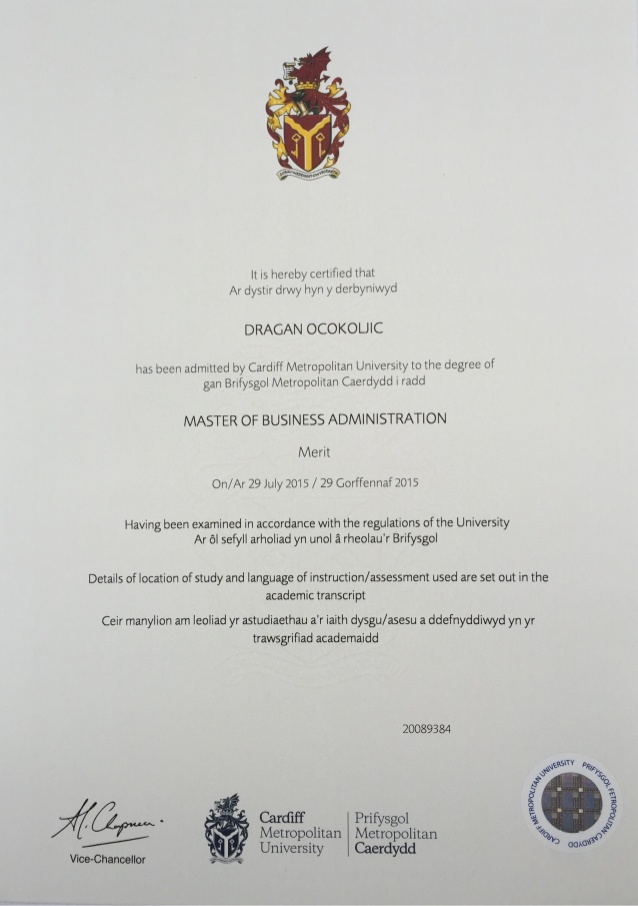 It is hereby certified that
Ar dystir drwy hyn y derbyniwyd
DRAGAN OCOKOLJIC
has been admitted by Cardiff Metropolitan University to the degree of
gan Brifysgol Metropolitan Caerdydd i radd
MASTER OF BUSINESS ADMINISTRATION
Merit
On/Ar 29 July 2015 / 29 Gorffennaf 2015
Having been examined in accordance with the regulations of the University
Ar ôl sefyll arholiad yn unol â rheolau'r Brifysgol
Details of location of study and language of instruction/assessment used are set out in the
academic transcript
Ceir manylion am leoliad yr astudiaethau a'r iaith dysgu/asesu a ddefnyddiwyd yn yr
trawsgrifiad academaidd
20089384
A. Chapman.
Vice-Chancellor
Cardiff
Metropolitan
University
Prifysgol
Metropolitan
Caerdydd
CARDIFF METROPOLITAN UNIVERSITY PRIFYSGOL FETROPOLITAN CAERDYDD